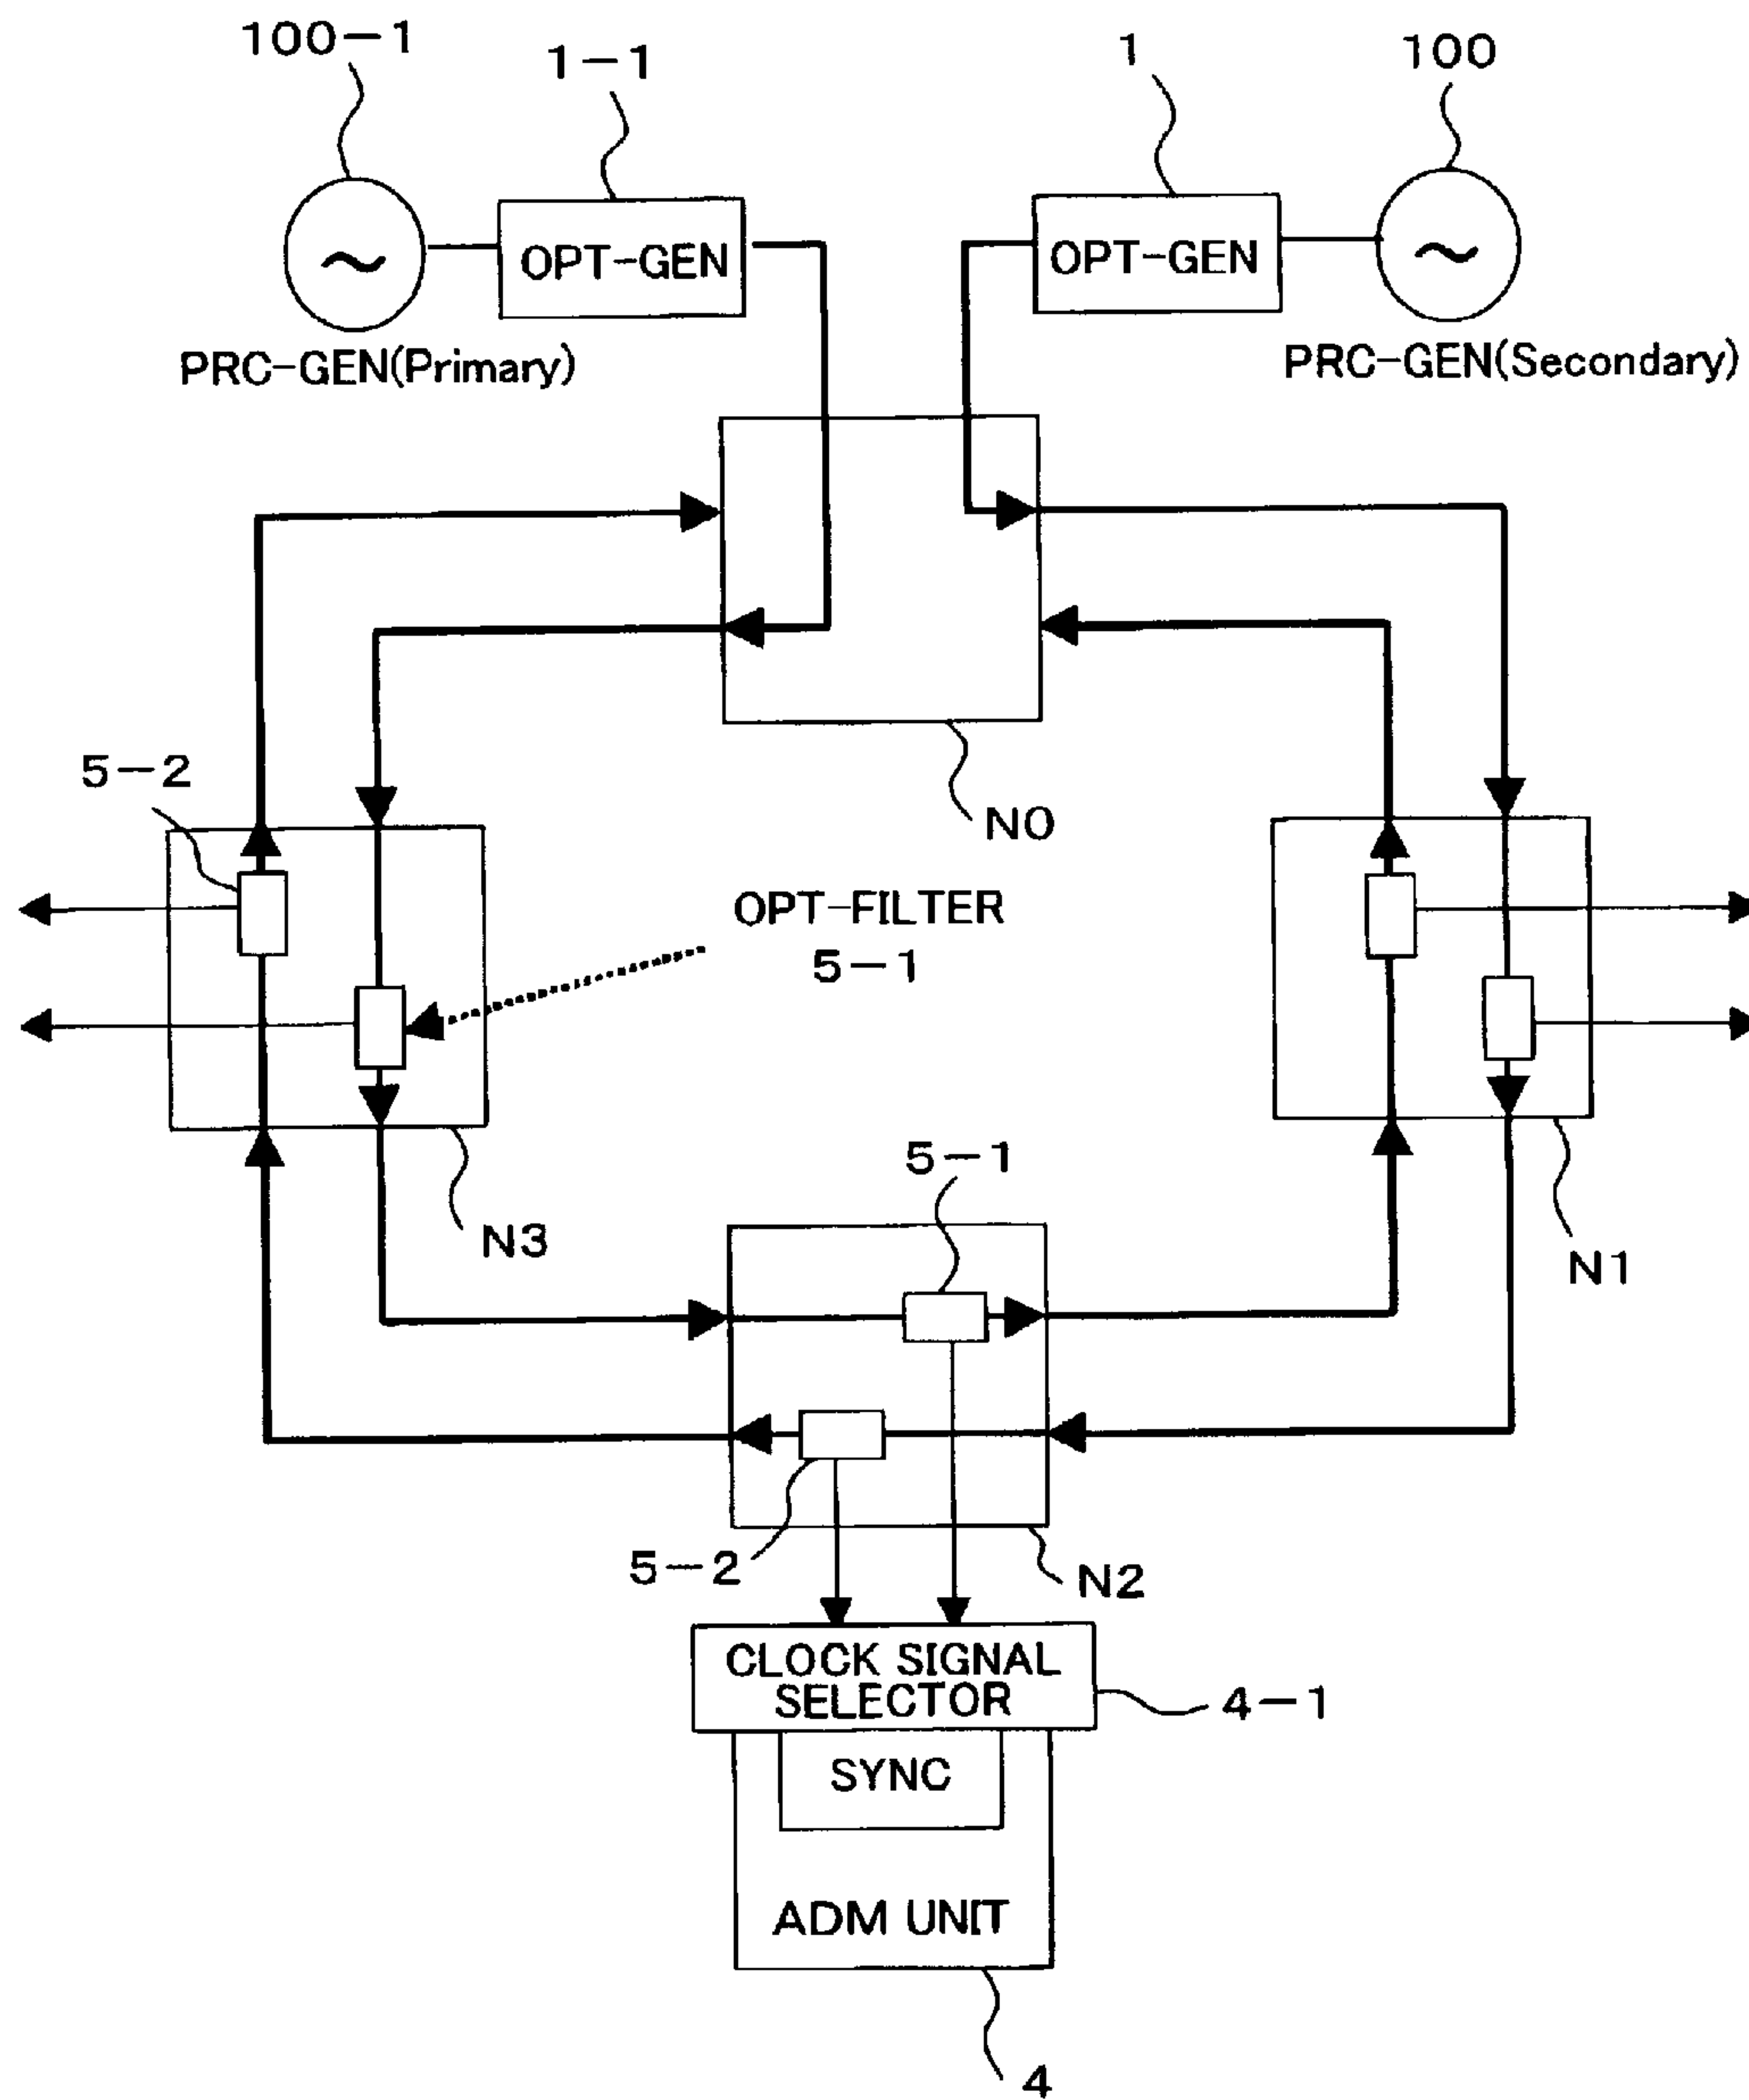 100-1
1-1
1
100
OPT-GEN
OPT-GEN
PRC-GEN(Primary)
PRC-GEN(Secondary)
N0
5-2
OPT-FILTER
5-1
N3
5-1
N1
5-2
N2
CLOCK SIGNAL
SELECTOR
4-1
SYNC
ADM UNIT
4